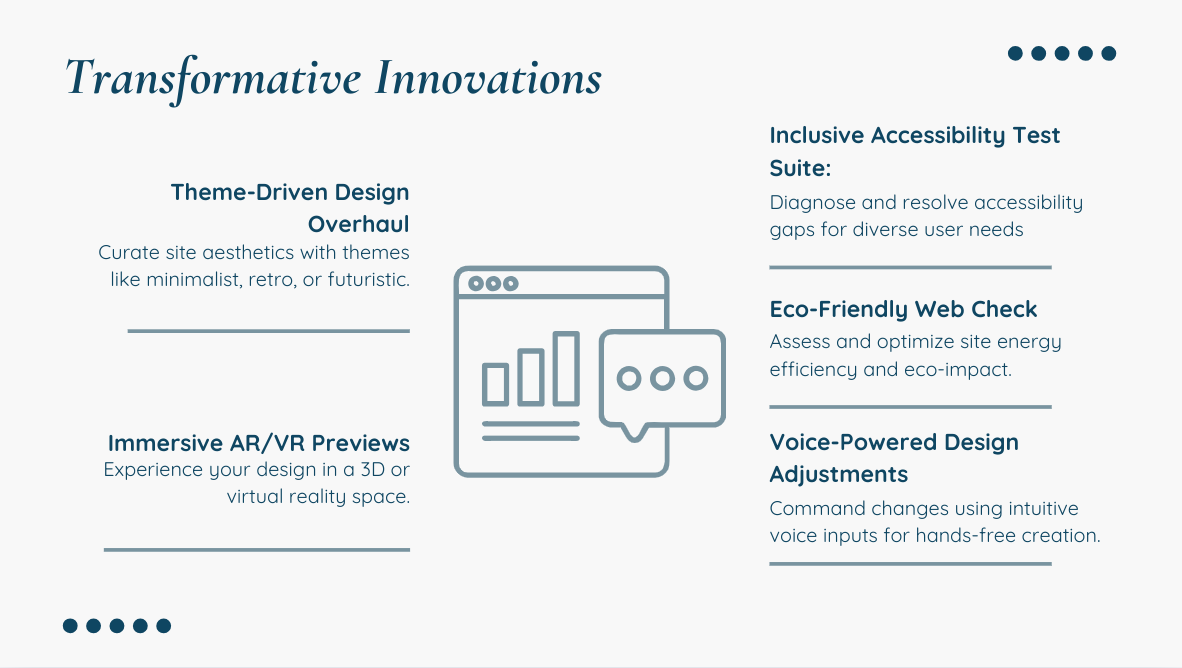 Transformative Innovations
Theme-Driven Design
Overhaul
Curate site aesthetics with themes
like minimalist, retro, or futuristic.
Immersive AR/VR Previews
Experience your design in a 3D or
virtual reality space.
Inclusive Accessibility Test
Suite:
Diagnose and resolve accessibility
gaps for diverse user needs
Eco-Friendly Web Check
Assess and optimize site energy
efficiency and eco-impact.
Voice-Powered Design
Adjustments
Command changes using intuitive
voice inputs for hands-free creation.